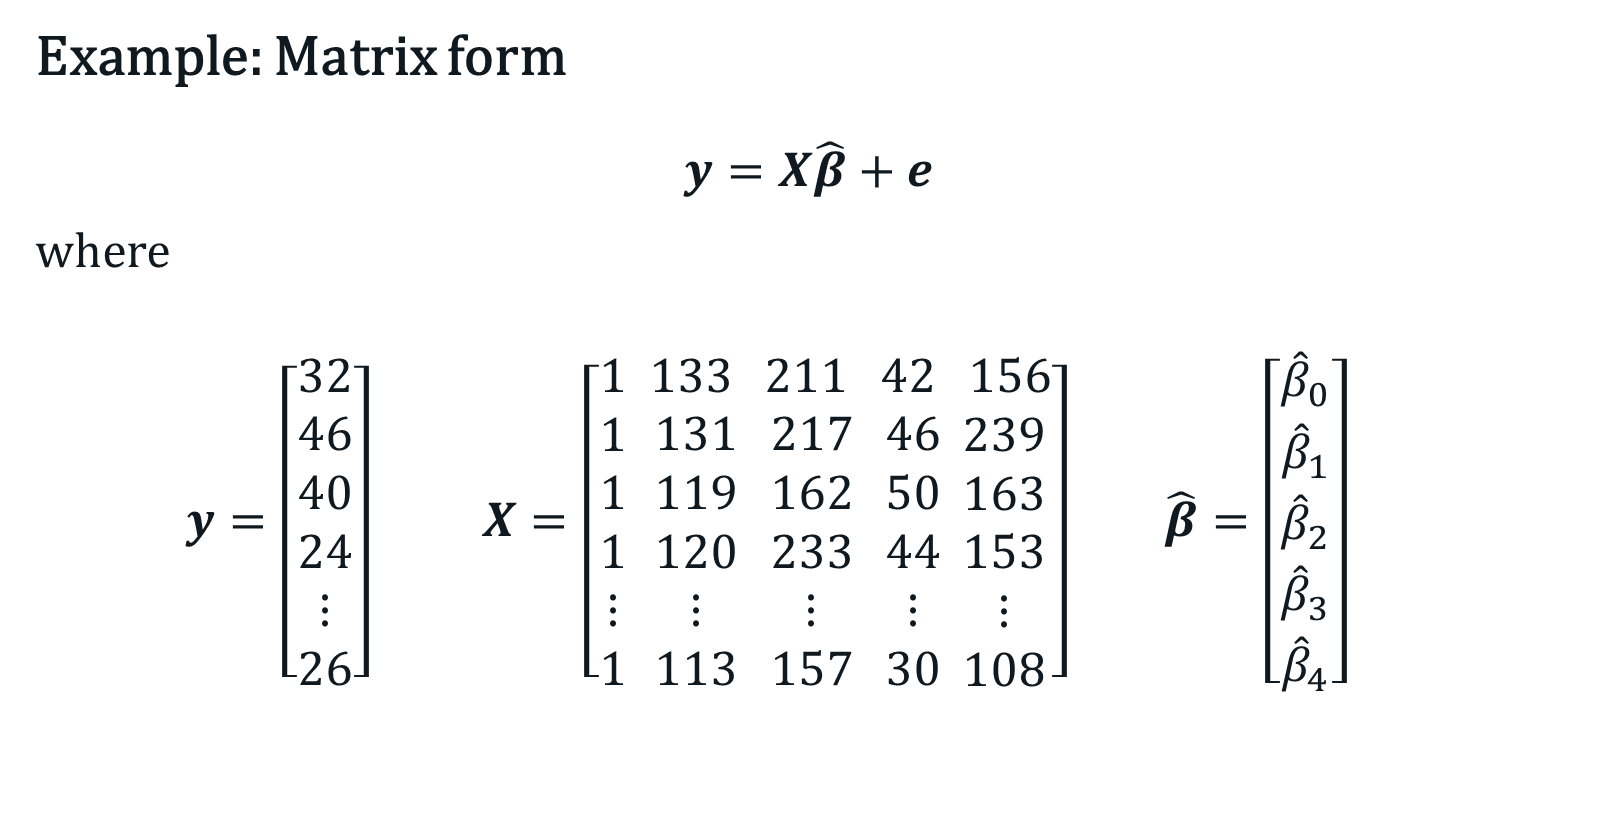 Example: Matrix form
𝒚 = 𝑿𝜷̂ + 𝒆
where
𝒚 = [32 46 40 24 ⋮ 26]
𝑿 = [1 133 211 42 156
1 131 217 46 239
1 119 162 50 163
1 120 233 44 153
⋮ ⋮ ⋮ ⋮ ⋮
1 113 157 30 108]
𝜷̂ = [β̂₀ β̂₁ β̂₂ β̂₃ β̂₄]